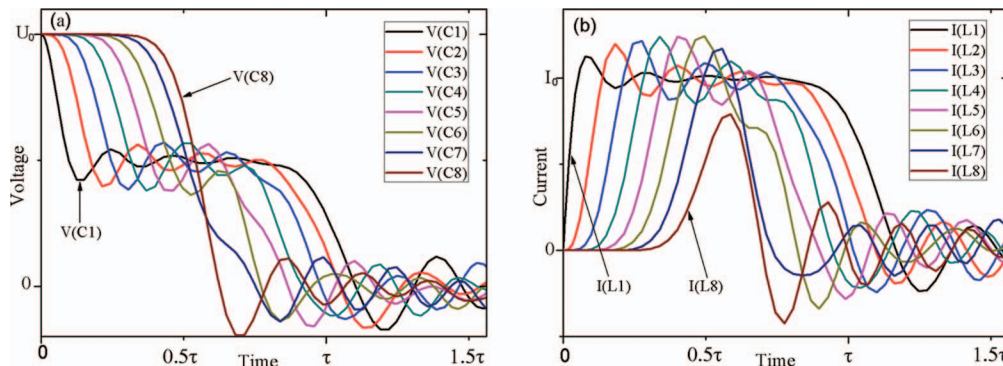 (a)
U₀
0
Voltage
V(C8)
V(C1)
V(C1)
V(C2)
V(C3)
V(C4)
V(C5)
V(C6)
V(C7)
V(C8)
0
0.5τ
τ
1.5τ
Time
(b)
I₀
0
Current
I(L1)
I(L8)
I(L1)
I(L2)
I(L3)
I(L4)
I(L5)
I(L6)
I(L7)
I(L8)
0
0.5τ
τ
1.5τ
Time